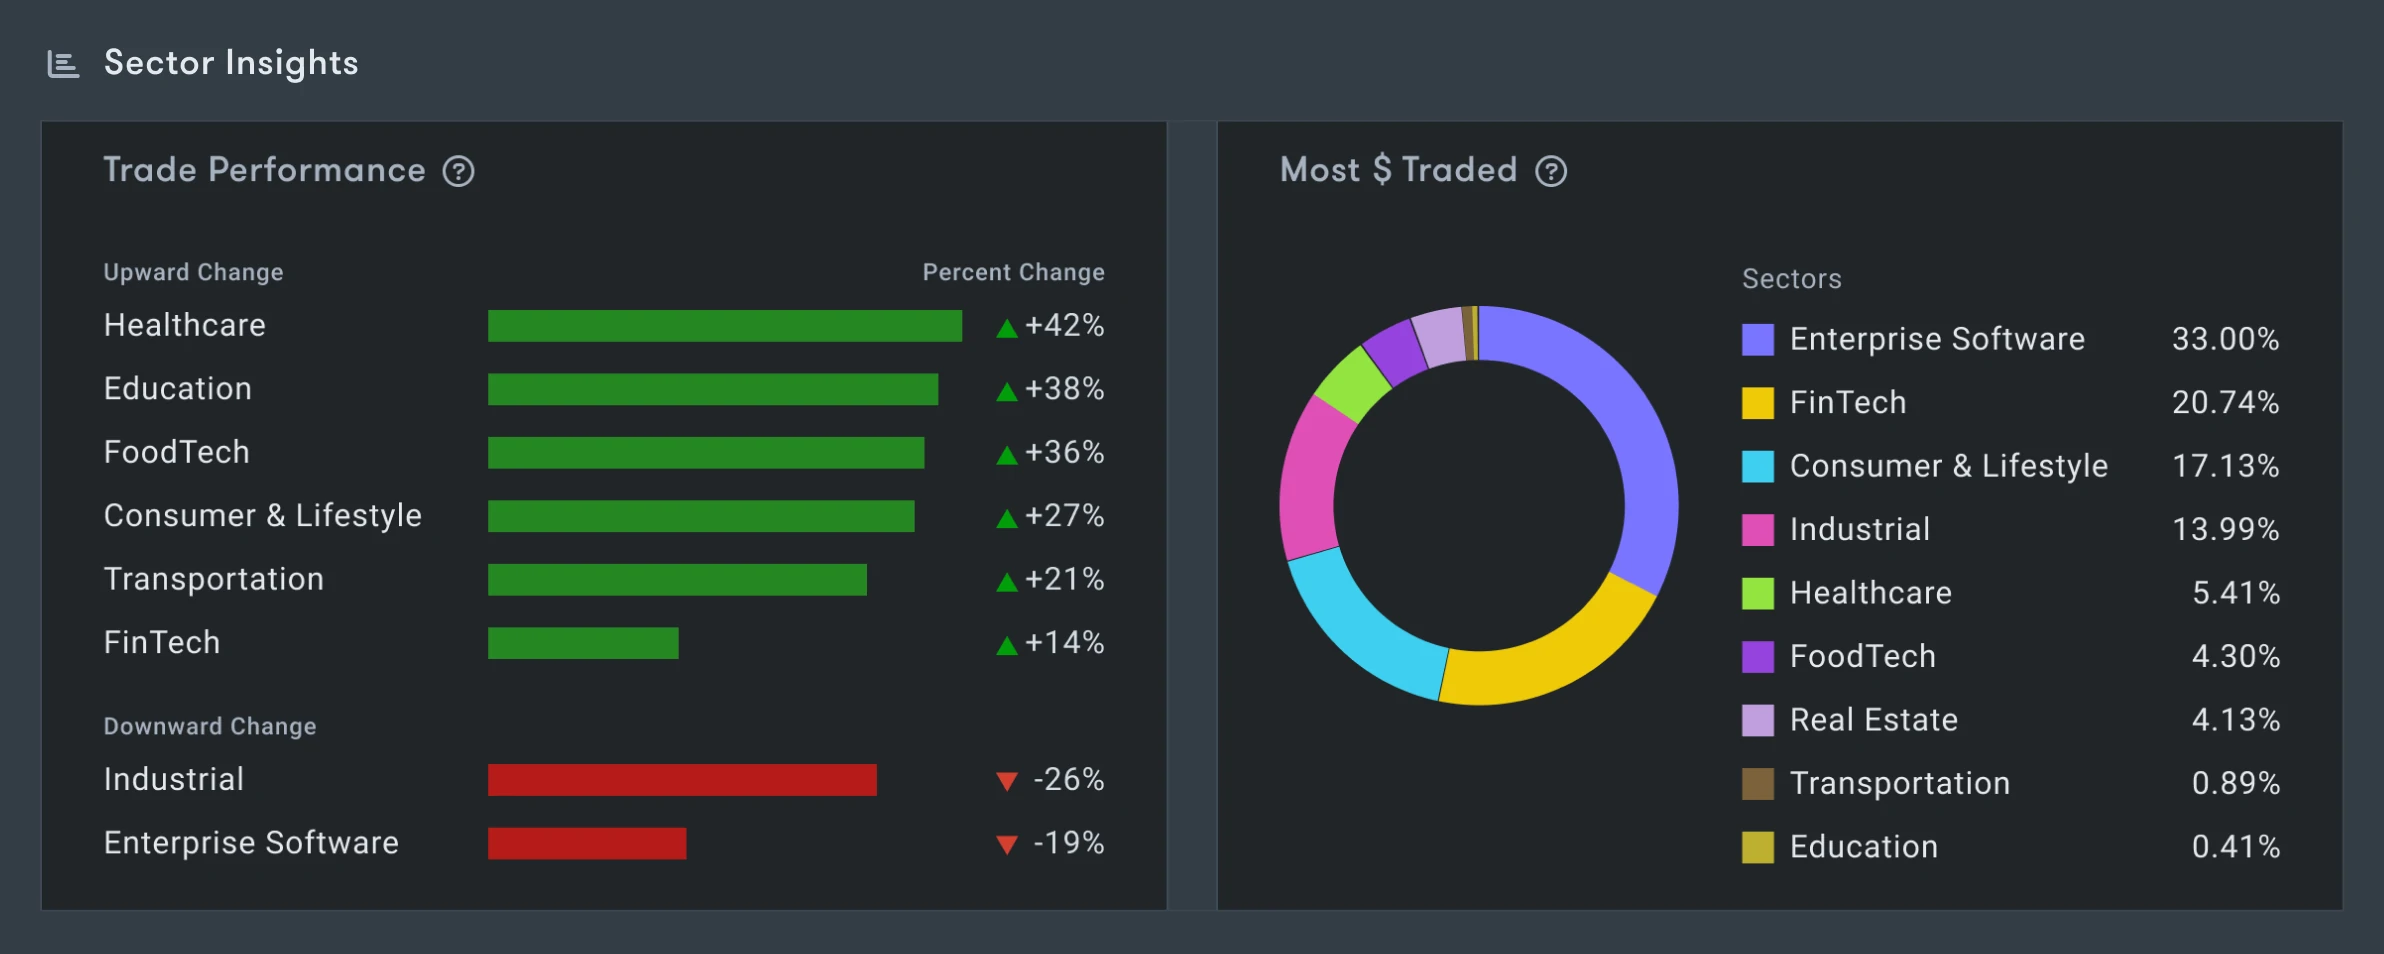 Sector Insights
Trade Performance ?
Upward Change Percent Change
Healthcare ▲ +42%
Education ▲ +38%
FoodTech ▲ +36%
Consumer & Lifestyle ▲ +27%
Transportation ▲ +21%
FinTech ▲ +14%
Downward Change
Industrial ▼ -26%
Enterprise Software ▼ -19%
Most $ Traded ?
Sectors
Enterprise Software 33.00%
FinTech 20.74%
Consumer & Lifestyle 17.13%
Industrial 13.99%
Healthcare 5.41%
FoodTech 4.30%
Real Estate 4.13%
Transportation 0.89%
Education 0.41%